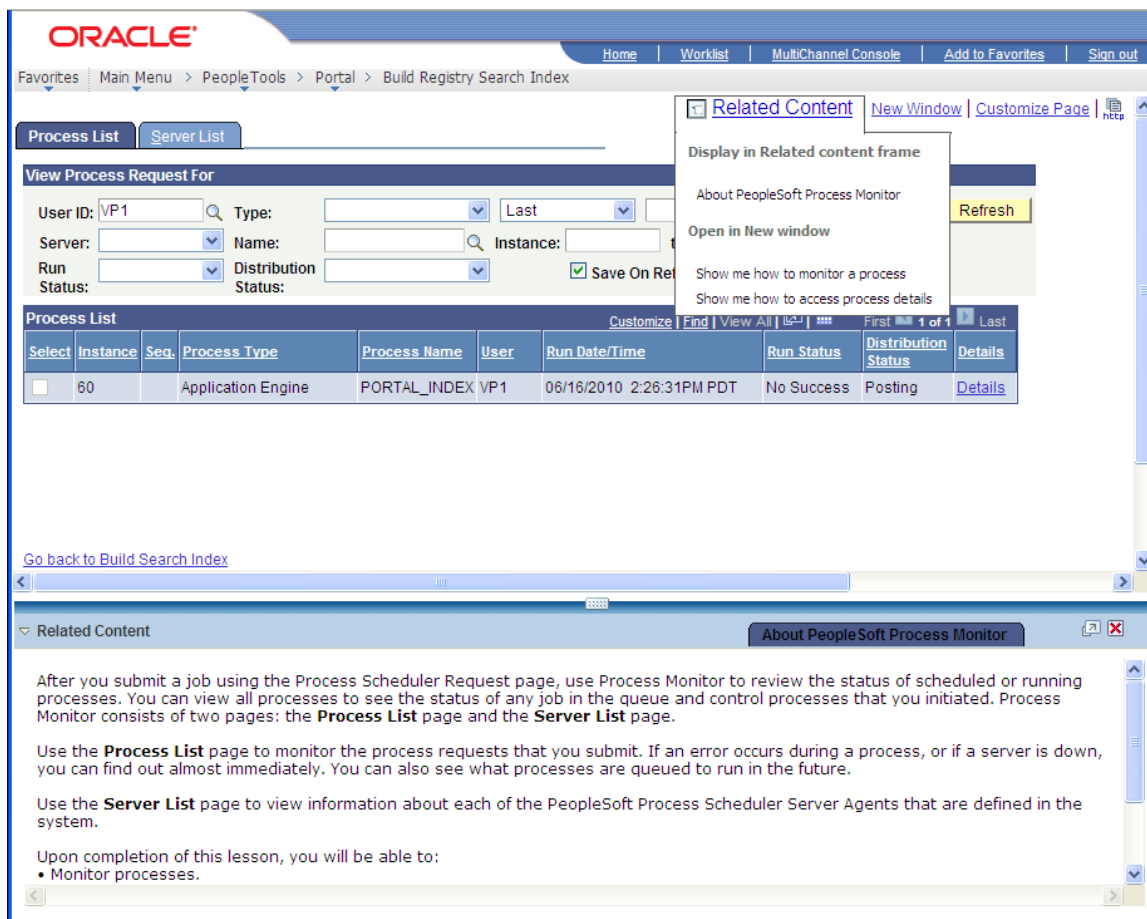 ORACLE
Home | Worklist | MultiChannel Console | Add to Favorites | Sign out
Favorites Main Menu > PeopleTools > Portal > Build Registry Search Index
Related Content New Window | Customize Page | http
Process List Server List
Display in Related content frame
About PeopleSoft Process Monitor
Open in New window
Show me how to monitor a process
Show me how to access process details
View Process Request For
User ID: VP1 Type: Last Refresh
Server: Name: Instance: t
Run Status: Distribution Status: Save On Ref
Process List Customize | Find | View All | First 1 of 1 Last
Select Instance Seq. Process Type Process Name User Run Date/Time Run Status Distribution Status Details
60 Application Engine PORTAL_INDEX VP1 06/16/2010 2:26:31PM PDT No Success Posting Details
Go back to Build Search Index
Related Content About PeopleSoft Process Monitor
After you submit a job using the Process Scheduler Request page, use Process Monitor to review the status of scheduled or running
processes. You can view all processes to see the status of any job in the queue and control processes that you initiated. Process
Monitor consists of two pages: the Process List page and the Server List page.
Use the Process List page to monitor the process requests that you submit. If an error occurs during a process, or if a server is down,
you can find out almost immediately. You can also see what processes are queued to run in the future.
Use the Server List page to view information about each of the PeopleSoft Process Scheduler Server Agents that are defined in the
system.
Upon completion of this lesson, you will be able to:
• Monitor processes.